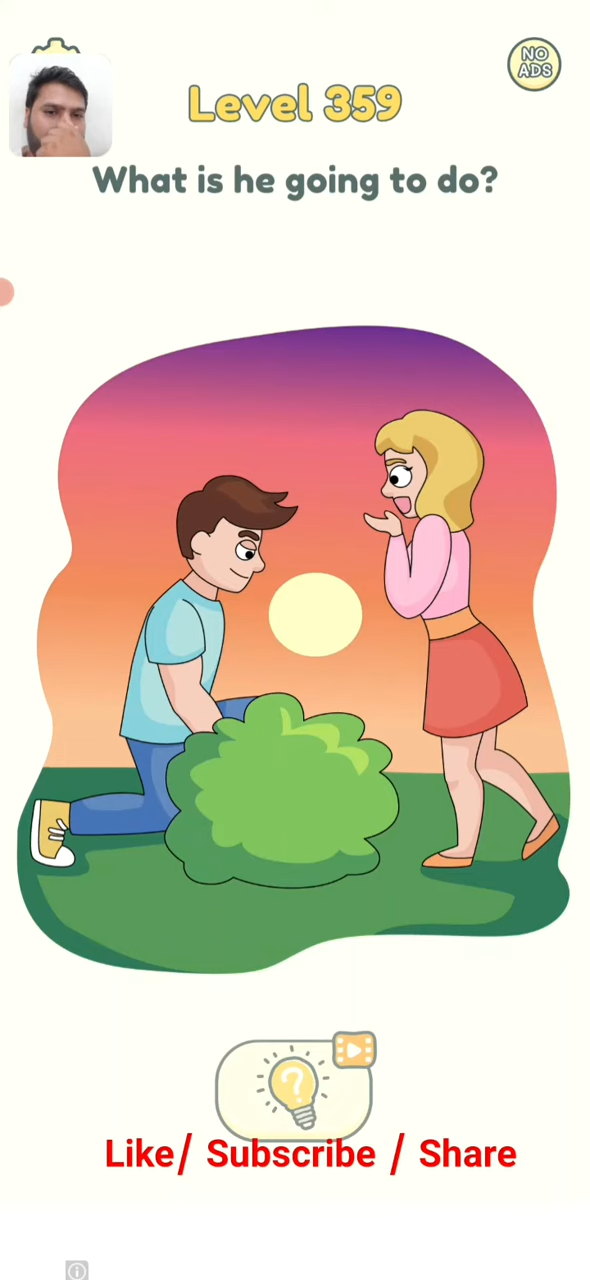 NO
ADS
Level 359
What is he going to do?
?
Like/ Subscribe / Share